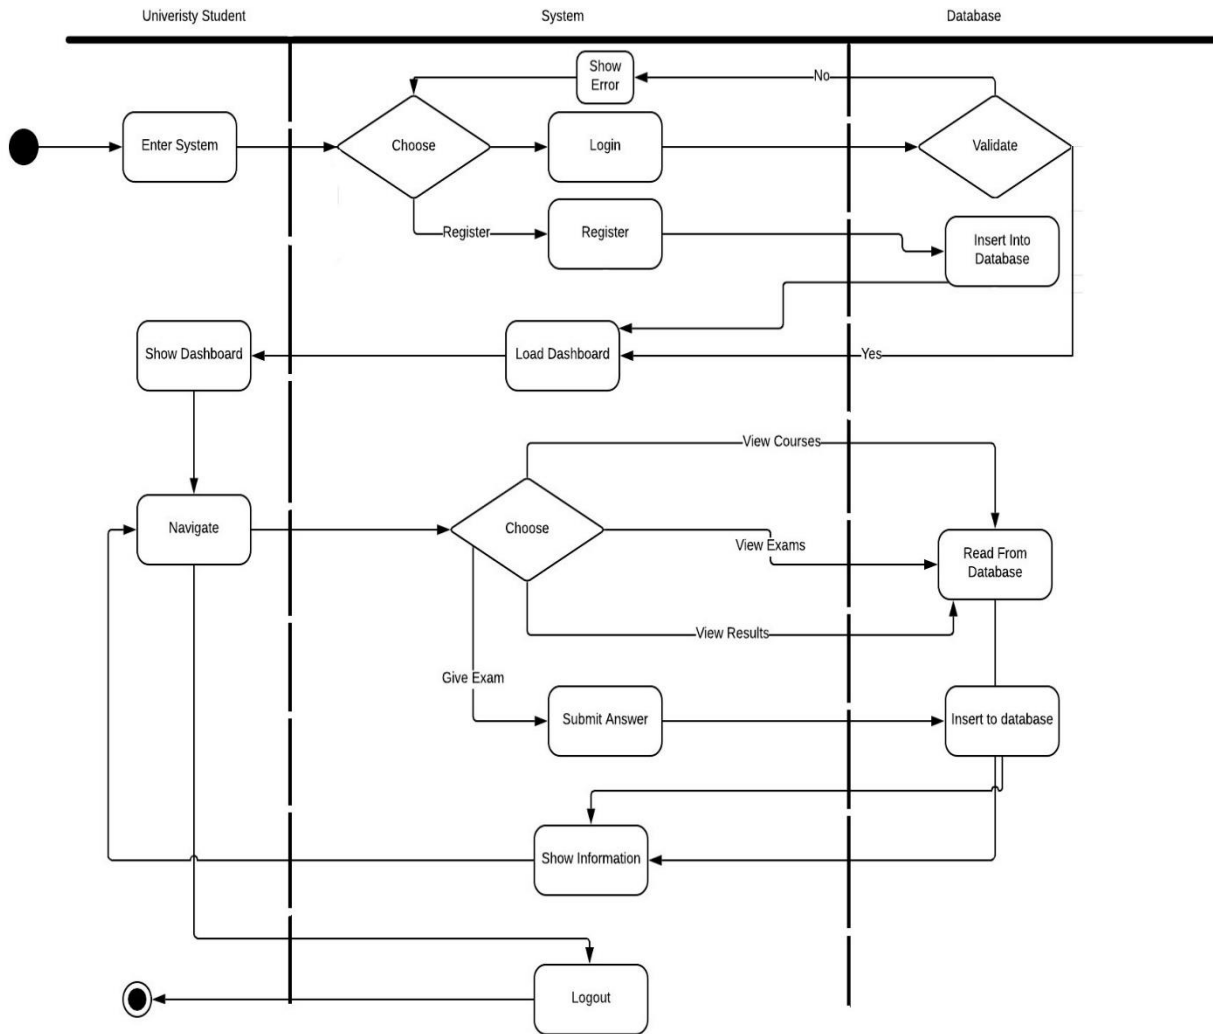 Univeristy Student
System
Database
Show
Error
No
Enter System
Choose
Login
Validate
Register
Register
Insert Into
Database
Show Dashboard
Load Dashboard
Yes
View Courses
Navigate
Choose
View Exams
Read From
Database
View Results
Give Exam
Submit Answer
Insert to database
Show Information
Logout